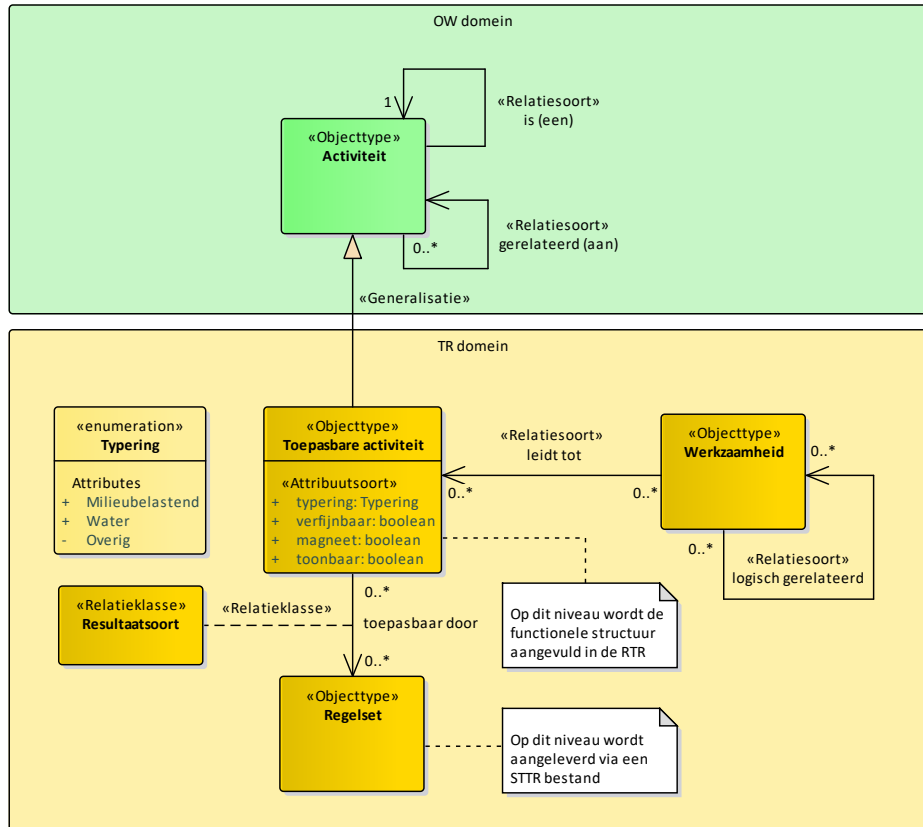 OW domein
1
«Relatiesoort»
is (een)
«Objecttype»
Activiteit
«Relatiesoort»
gerelateerd (aan)
0..*
«Generalisatie»
TR domein
«enumeration»
Typering
Attributes
+ Milieubelastend
+ Water
- Overig
«Objecttype»
Toepasbare activiteit
«Attribuutsoort»
+ typering: Typering
+ verfijnbaar: boolean
+ magneet: boolean
+ toonbaar: boolean
«Relatiesoort»
leidt tot
0..*
0..*
«Objecttype»
Werkzaamheid
0..*
0..*
«Relatiesoort»
logisch gerelateerd
«Relatieklasse»
Resultaatsoort
«Relatieklasse»
0..*
toepasbaar door
0..*
Op dit niveau wordt de
functionele structuur
aangevuld in de RTR
«Objecttype»
Regelset
Op dit niveau wordt
aangeleverd via een
STTR bestand